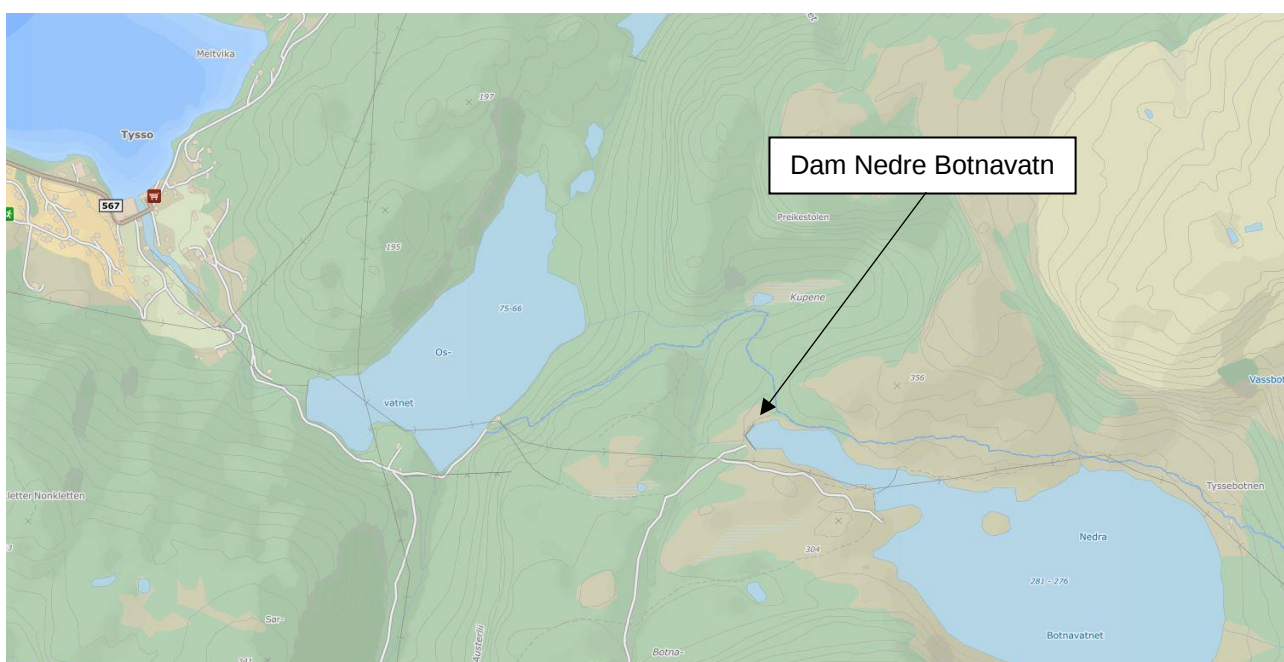 Meltvika
197
Tysso
Dam Nedre Botnavatn
567
Preikestolen
195
Kupene
75-66
Os-
356
Vassbot
vatnet
Tyssebotnen
letter Nonkletten
Nedra
304
281 - 276
Sør-
Botnavatnet
Austerlii
Botna-
341